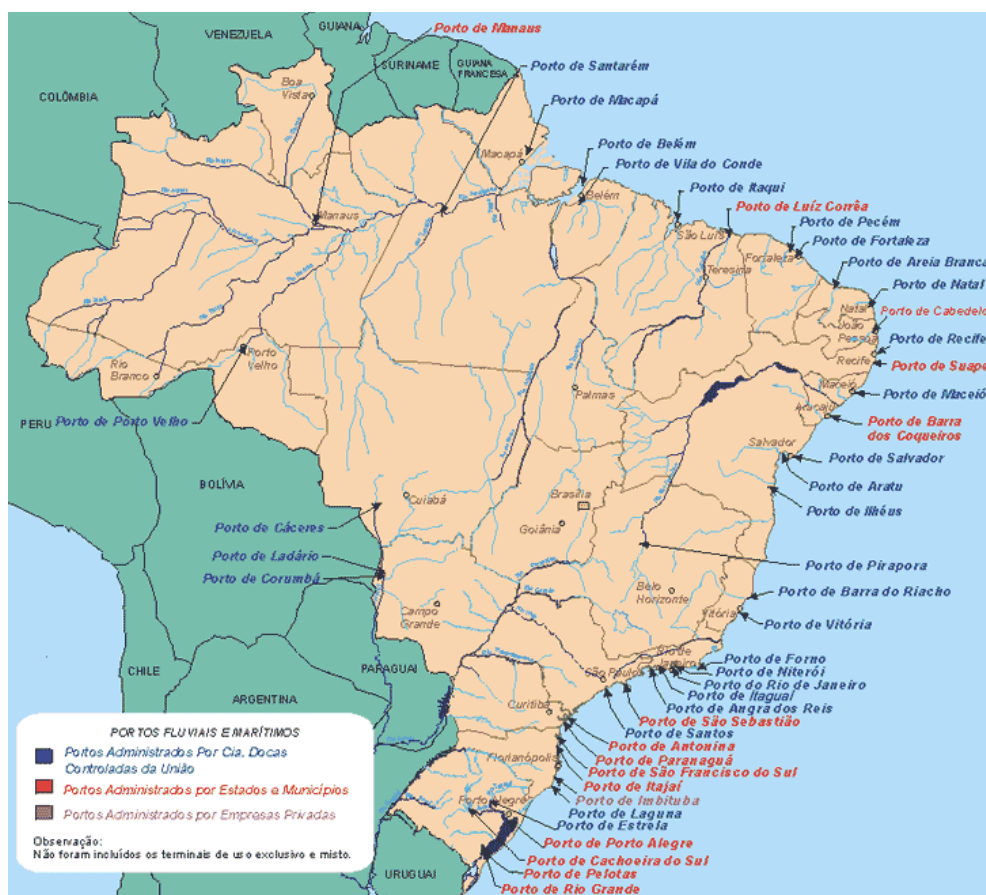 VENEZUELA
GUIANA
SURINAME
GUIANA
FRANCESA
COLÔMBIA
PERU
BOLÍVIA
CHILE
PARAGUAI
ARGENTINA
URUGUAI
Porto de Manaus
Porto de Santarém
Porto de Macapá
Porto de Belém
Porto de Vila do Conde
Porto de Itaqui
Porto de Luíz Corrêa
Porto de Pecém
Porto de Fortaleza
Porto de Areia Branca
Porto de Natal
Porto de Cabedelo
Porto de Recife
Porto de Suape
Porto de Maceió
Porto de Barra
dos Coqueiros
Porto de Salvador
Porto de Aratu
Porto de Ilhéus
Porto de Pirapora
Porto de Barra do Riacho
Porto de Vitória
Porto de Forno
Porto de Niterói
Porto do Rio de Janeiro
Porto de Itaguaí
Porto de Angra dos Reis
Porto de São Sebastião
Porto de Santos
Porto de Antonina
Porto de Paranaguá
Porto de São Francisco do Sul
Porto de Itajaí
Porto de Imbituba
Porto de Laguna
Porto de Estrela
Porto de Porto Alegre
Porto de Cachoeira do Sul
Porto de Pelotas
Porto de Rio Grande
Porto de Pôrto Velho
Porto de Cáceres
Porto de Ladário
Porto de Corumbá
Boa
Vista
Macapá
Manaus
Belém
São Luís
Teresina
Fortaleza
Natal
João
Pessoa
Recife
Maceió
Aracaju
Salvador
Palmas
Porto
Velho
Rio
Branco
Cuiabá
Brasília
Goiânia
Campo
Grande
Belo
Horizonte
Vitória
Rio de
Janeiro
São Paulo
Curitiba
Florianópolis
Porto Alegre
PORTOS FLUVIAIS E MARÍTIMOS
Portos Administrados Por Cia. Docas
Controladas da União
Portos Administrados por Estados e Municípios
Portos Administrados por Empresas Privadas
Observação:
Não foram incluídos os terminais de uso exclusivo e misto.